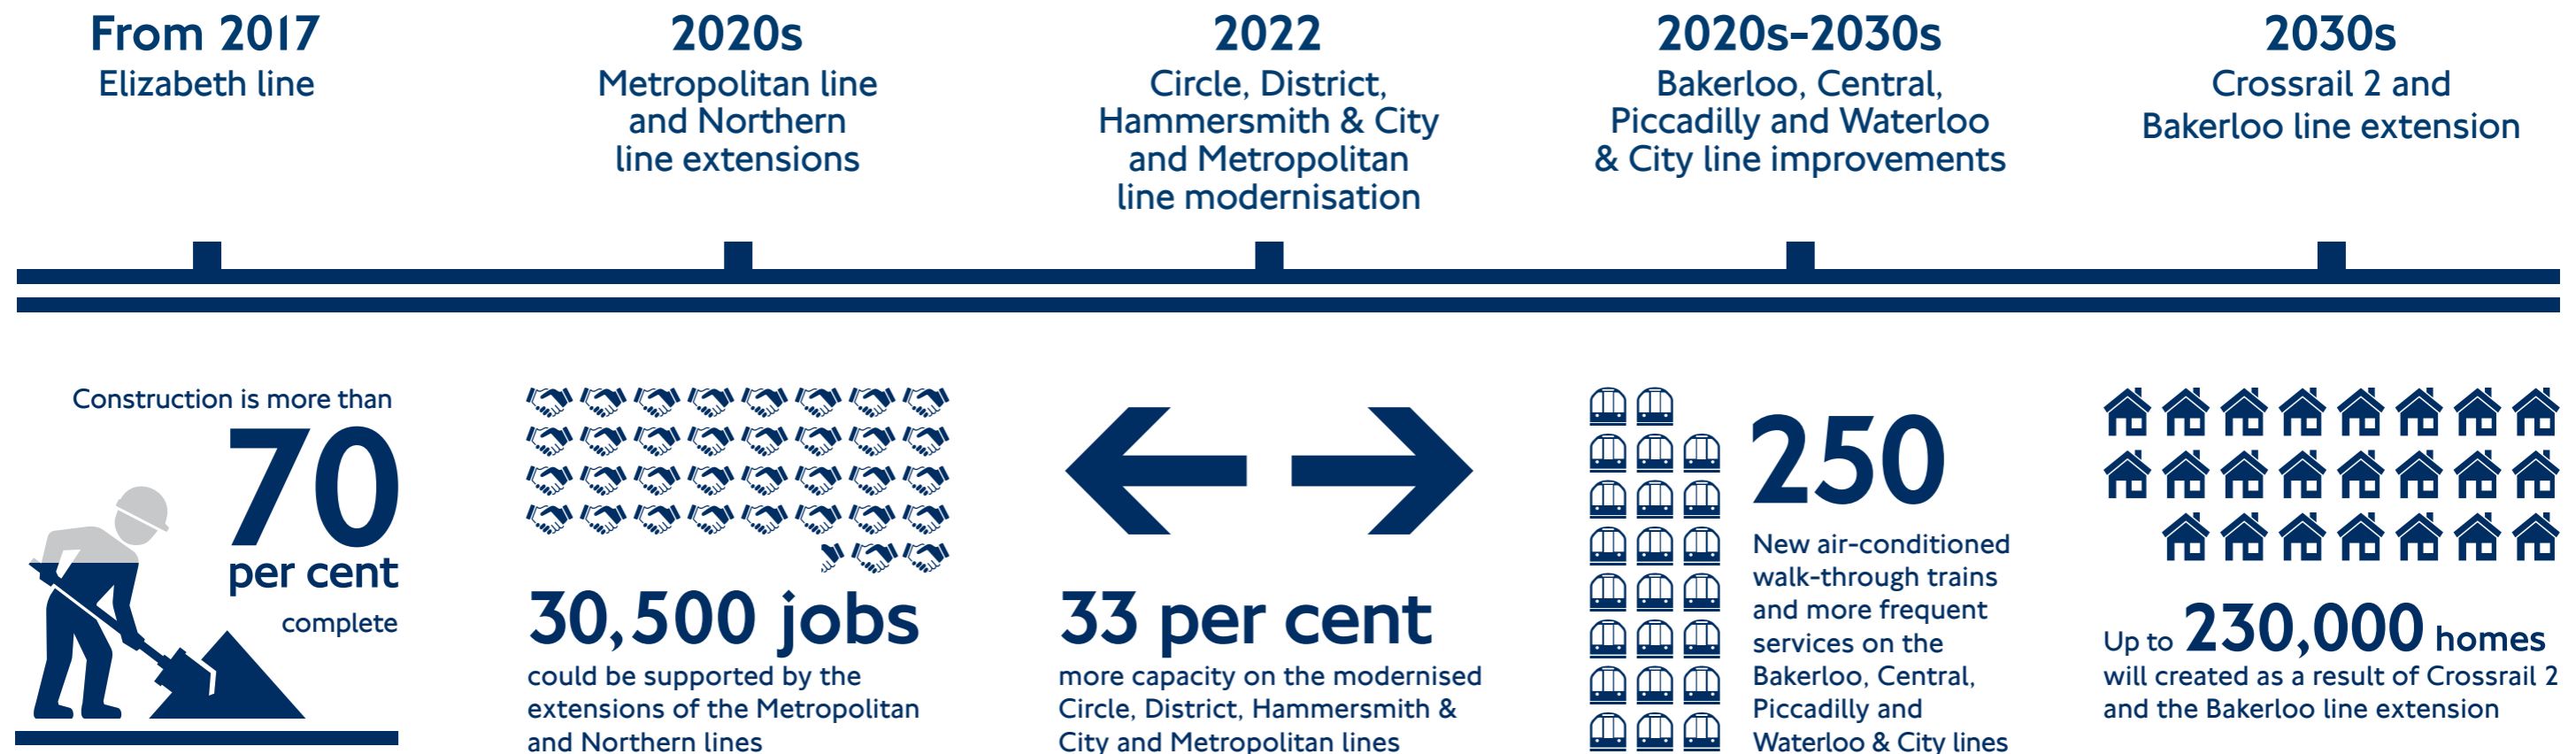 From 2017
Elizabeth line
2020s
Metropolitan line
and Northern
line extensions
2022
Circle, District,
Hammersmith & City
and Metropolitan
line modernisation
2020s-2030s
Bakerloo, Central,
Piccadilly and Waterloo
& City line improvements
2030s
Crossrail 2 and
Bakerloo line extension
Construction is more than
70
per cent
complete
30,500 jobs
could be supported by the
extensions of the Metropolitan
and Northern lines
33 per cent
more capacity on the modernised
Circle, District, Hammersmith &
City and Metropolitan lines
250
New air-conditioned
walk-through trains
and more frequent
services on the
Bakerloo, Central,
Piccadilly and
Waterloo & City lines
Up to 230,000 homes
will created as a result of Crossrail 2
and the Bakerloo line extension